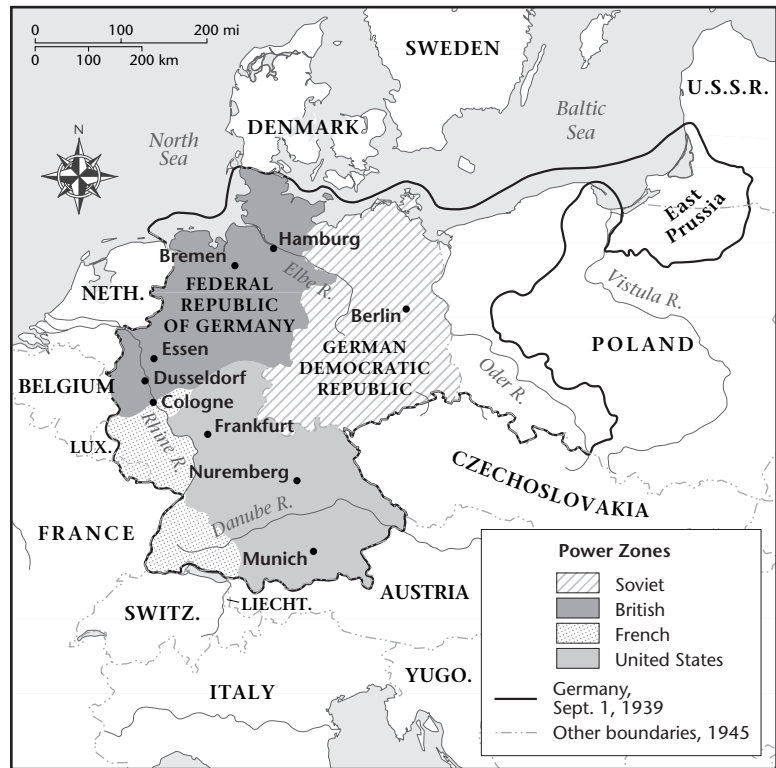 0 100 200 mi
0 100 200 km
SWEDEN
U.S.S.R.
North
Sea
DENMARK
Baltic
Sea
N
East
Prussia
Hamburg
Bremen
Elbe R.
NETH.
FEDERAL
REPUBLIC
OF GERMANY
Vistula R.
Berlin
Essen
GERMAN
DEMOCRATIC
REPUBLIC
POLAND
BELGIUM
Dusseldorf
Oder R.
Cologne
Rhine R.
Frankfurt
LUX.
Nuremberg
CZECHOSLOVAKIA
Danube R.
FRANCE
Munich
AUSTRIA
LIECHT.
SWITZ.
ITALY
YUGO.
Power Zones
Soviet
British
French
United States
Germany,
Sept. 1, 1939
Other boundaries, 1945